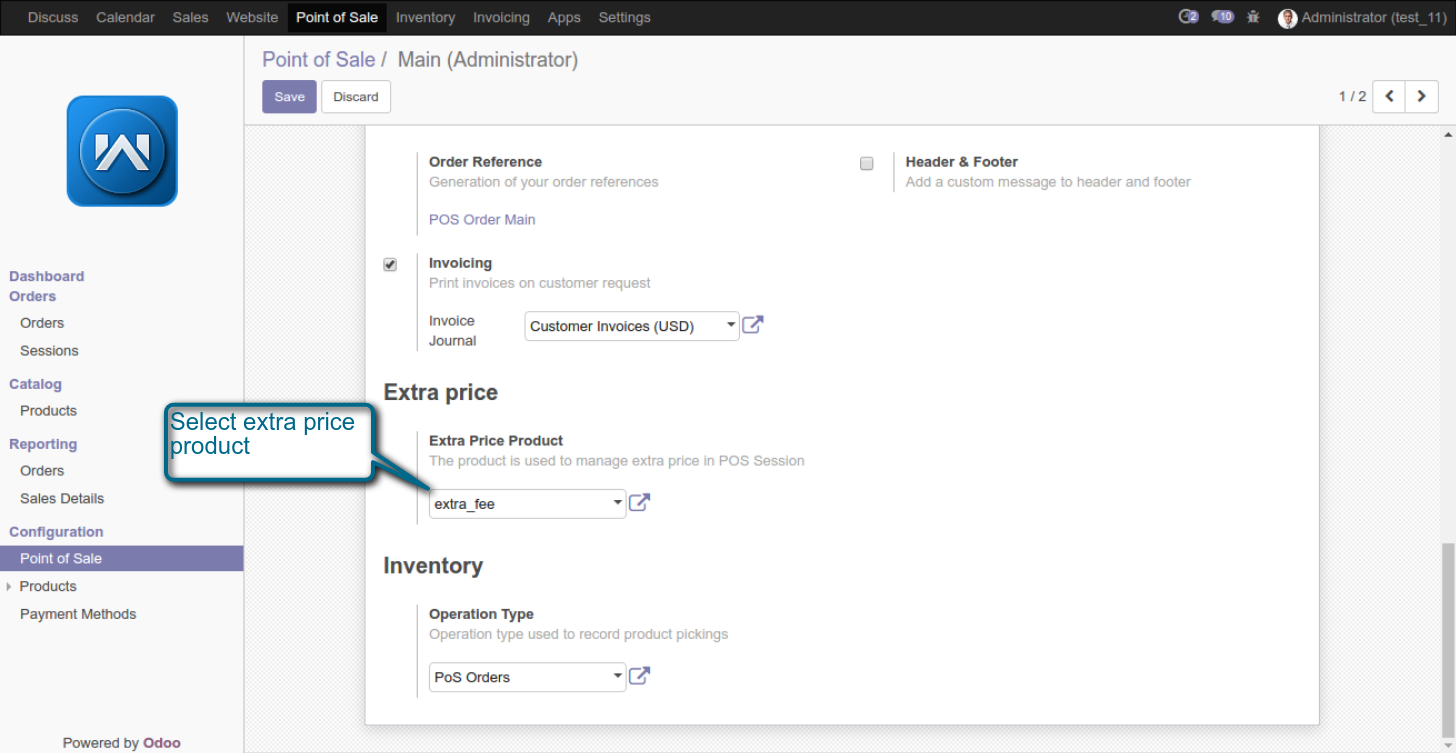 Discuss Calendar Sales Website Point of Sale Inventory Invoicing Apps Settings 2 10 Administrator (test_11)
Point of Sale / Main (Administrator)
Save Discard 1 / 2
Order Reference
Generation of your order references
POS Order Main
Header & Footer
Add a custom message to header and footer
Invoicing
Print invoices on customer request
Invoice
Journal
Customer Invoices (USD)
Extra price
Extra Price Product
The product is used to manage extra price in POS Session
extra_fee
Inventory
Operation Type
Operation type used to record product pickings
PoS Orders
Select extra price
product
Dashboard
Orders
Orders
Sessions
Catalog
Products
Reporting
Orders
Sales Details
Configuration
Point of Sale
Products
Payment Methods
Powered by Odoo